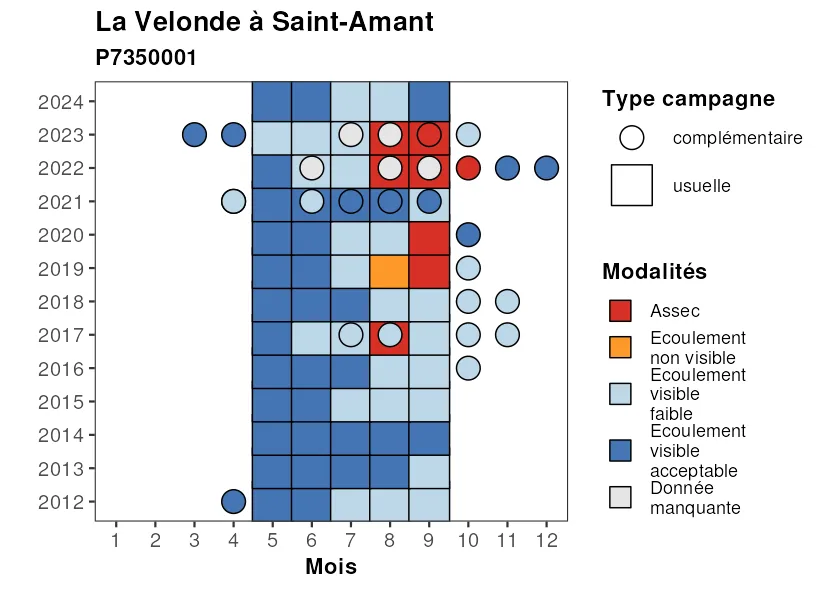 La Velonde à Saint-Amant
P7350001
2024
2023
2022
2021
2020
2019
2018
2017
2016
2015
2014
2013
2012
1 2 3 4 5 6 7 8 9 10 11 12
Mois
Type campagne
complémentaire
usuelle
Modalités
Assec
Ecoulement
non visible
Ecoulement
visible
faible
Ecoulement
visible
acceptable
Donnée
manquante